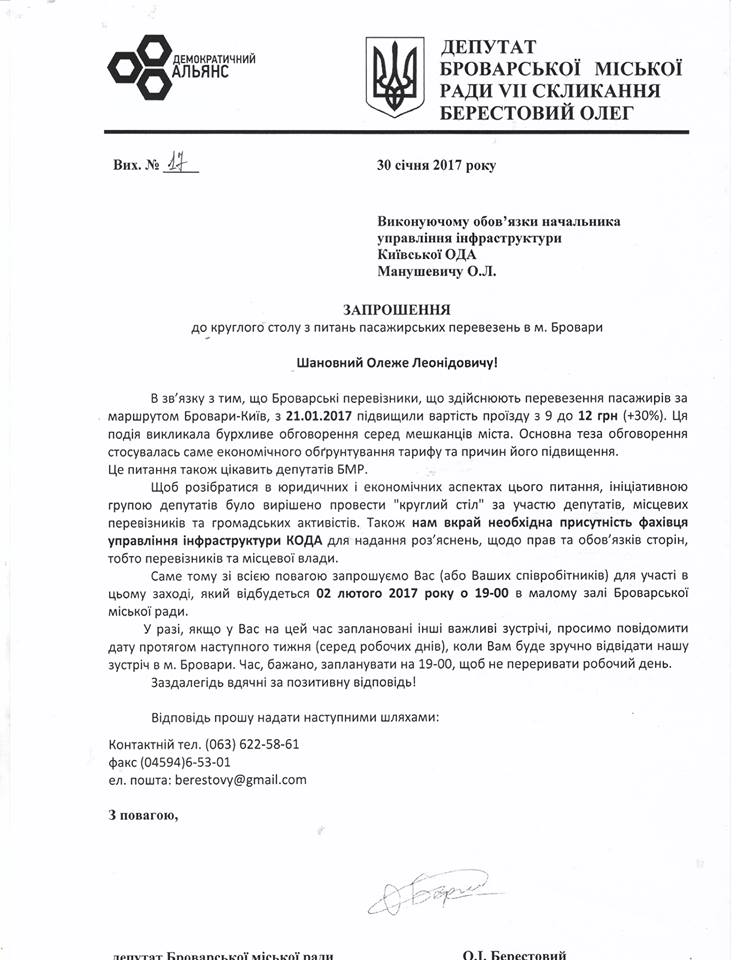 ДЕМОКРАТИЧНИЙ
АЛЬЯНС
ДЕПУТАТ
БРОВАРСЬКОЇ МІСЬКОЇ
РАДИ VII СКЛИКАННЯ
БЕРЕСТОВИЙ ОЛЕГ
Вих. № 17
30 січня 2017 року
Виконуючому обов’язки начальника
управління інфраструктури
Київської ОДА
Манушевичу О.Л.
ЗАПРОШЕННЯ
до круглого столу з питань пасажирських перевезень в м. Бровари
Шановний Олеже Леонідовичу!
В зв’язку з тим, що Броварські перевізники, що здійснюють перевезення пасажирів за
маршрутом Бровари-Київ, з 21.01.2017 підвищили вартість проїзду з 9 до 12 грн (+30%). Ця
подія викликала бурхливе обговорення серед мешканців міста. Основна теза обговорення
стосувалась саме економічного обґрунтування тарифу та причин його підвищення.
Це питання також цікавить депутатів БМР.
Щоб розібратися в юридичних і економічних аспектах цього питання, ініціативною
групою депутатів було вирішено провести "круглий стіл" за участю депутатів, місцевих
перевізників та громадських активістів. Також нам вкрай необхідна присутність фахівця
управління інфраструктури КОДА для надання роз’яснень, щодо прав та обов’язків сторін,
тобто перевізників та місцевої влади.
Саме тому зі всією повагою запрошуємо Вас (або Ваших співробітників) для участі в
цьому заході, який відбудеться 02 лютого 2017 року о 19-00 в малому залі Броварської
міської ради.
У разі, якщо у Вас на цей час заплановані інші важливі зустрічі, просимо повідомити
дату протягом наступного тижня (серед робочих днів), коли Вам буде зручно відвідати нашу
зустріч в м. Бровари. Час, бажано, запланувати на 19-00, щоб не переривати робочий день.
Заздалегідь вдячні за позитивну відповідь!
Відповідь прошу надати наступними шляхами:
Контактній тел. (063) 622-58-61
факс (04594)6-53-01
ел. пошта: berestovy@gmail.com
З повагою,
депутат Броварської міської ради О.І. Берестовий